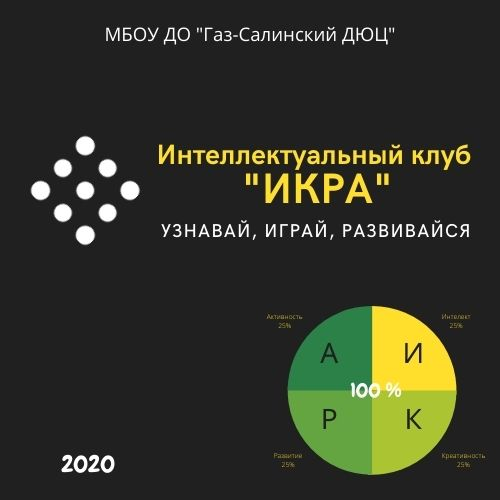 МБОУ ДО "Газ-Салинский ДЮЦ"
Интеллектуальный клуб
"ИКРА"
УЗНАВАЙ, ИГРАЙ, РАЗВИВАЙСЯ
Активность
25%
Интелект
25%
А
И
100 %
Р
К
Развитие
25%
Креативность
25%
2020